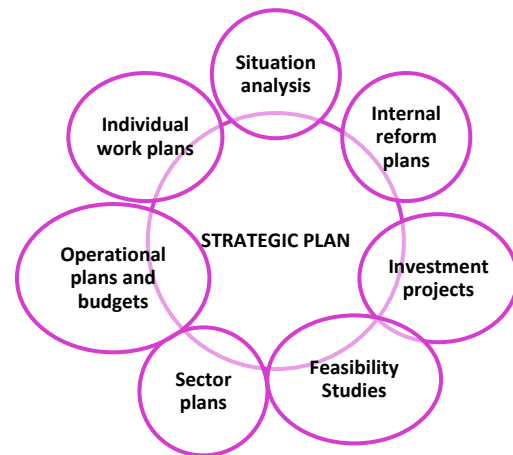 Situation
analysis
Internal
reform
plans
Investment
projects
Feasibility
Studies
Sector
plans
Operational
plans and
budgets
Individual
work plans
STRATEGIC PLAN